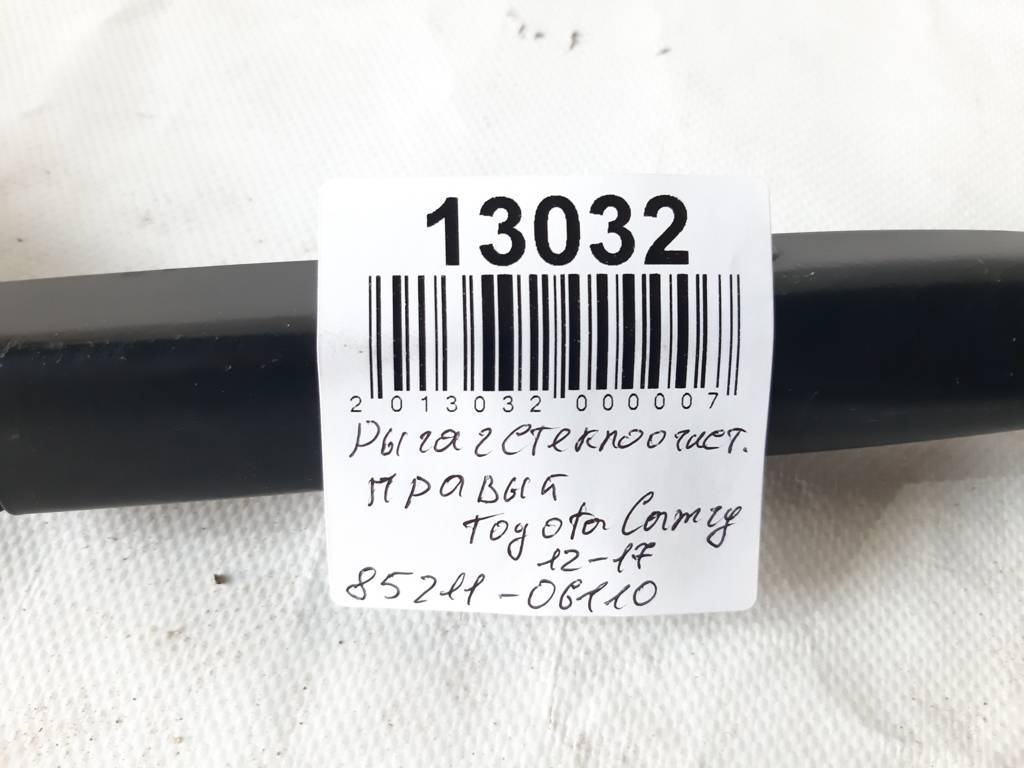 13032
2 013032 000007
Рычаг стеклоочист.
правый
Toyota Camry
12-17
85211-06110